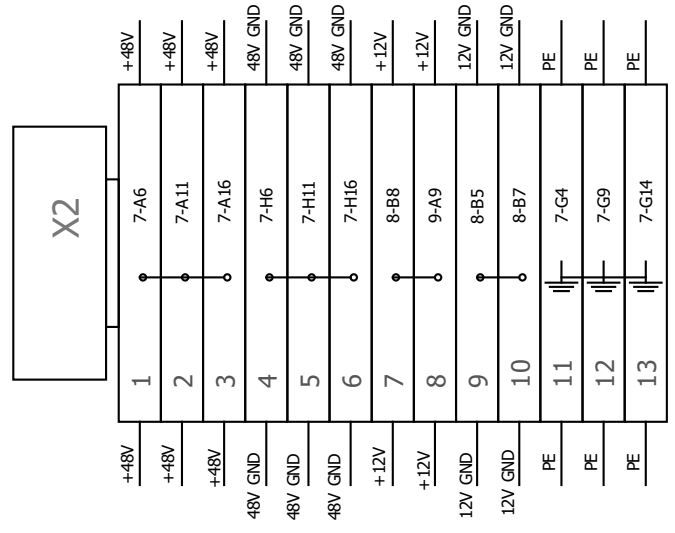 +48V
+48V
+48V
48V GND
48V GND
48V GND
+12V
+12V
12V GND
12V GND
PE
PE
PE
X2
7-A6
7-A11
7-A16
7-H6
7-H11
7-H16
8-B8
9-A9
8-B5
8-B7
7-G4
7-G9
7-G14
1
2
3
4
5
6
7
8
9
10
11
12
13
+48V
+48V
+48V
48V GND
48V GND
48V GND
+12V
+12V
12V GND
12V GND
PE
PE
PE